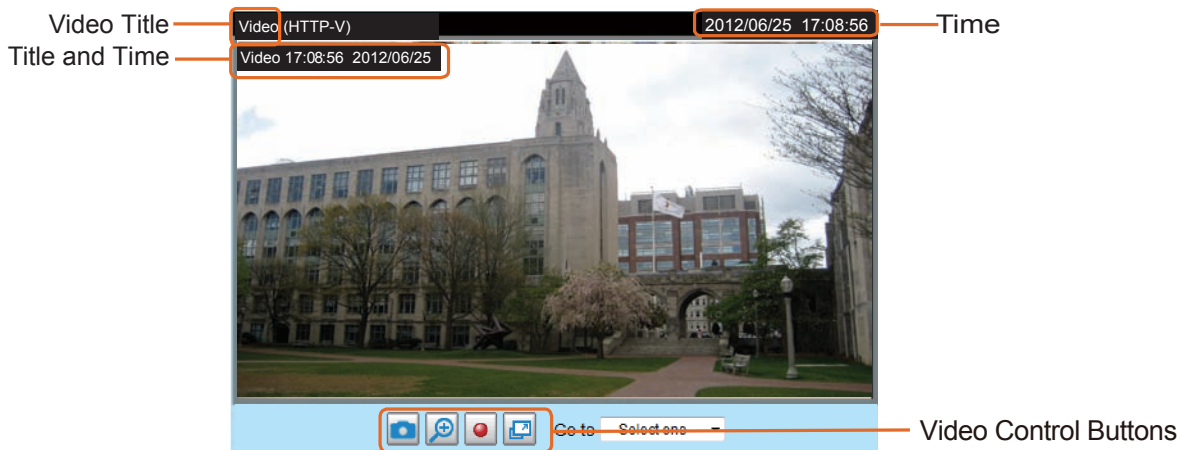 Video Title
Video (HTTP-V)
2012/06/25 17:08:56
Time
Title and Time
Video 17:08:56 2012/06/25
Go to
Select one
Video Control Buttons